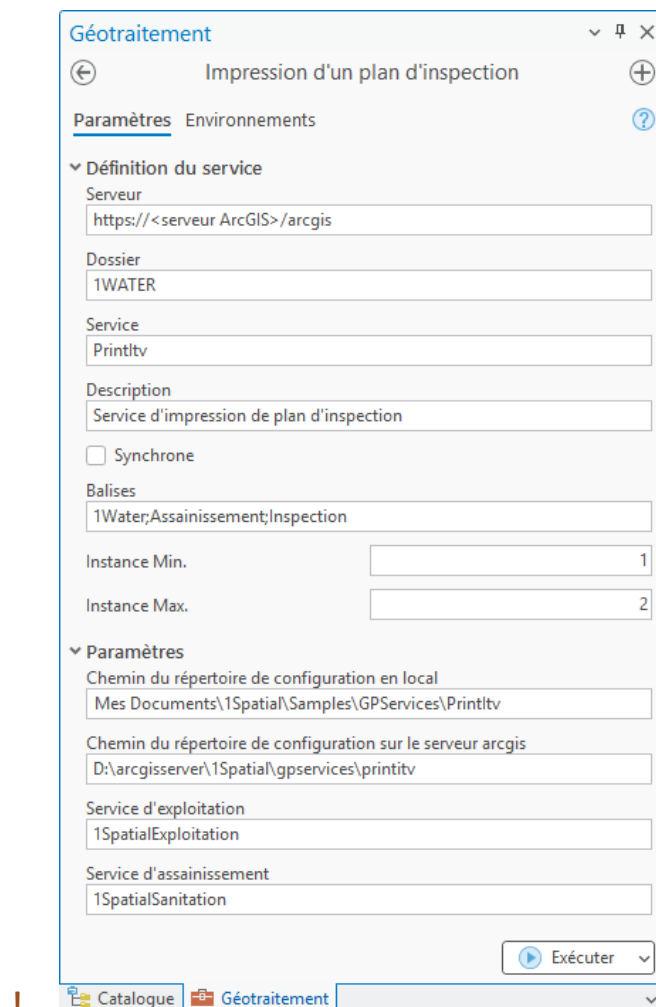 Géotraitement
Impression d'un plan d'inspection
Paramètres Environnements
Définition du service
Serveur
https://<serveur ArcGIS>/arcgis
Dossier
1WATER
Service
PrintItv
Description
Service d'impression de plan d'inspection
Synchrone
Balises
1Water;Assainissement;Inspection
Instance Min. 1
Instance Max. 2
Paramètres
Chemin du répertoire de configuration en local
Mes Documents\1Spatial\Samples\GPServices\PrintItv
Chemin du répertoire de configuration sur le serveur arcgis
D:\arcgisserver\1Spatial\gpservices\printitv
Service d'exploitation
1SpatialExploitation
Service d'assainissement
1SpatialSanitation
Exécuter
! Catalogue Géotraitement